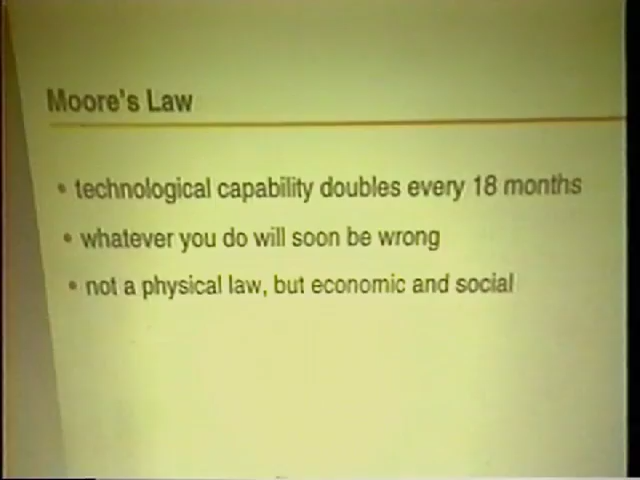 Moore's Law
• technological capability doubles every 18 months
• whatever you do will soon be wrong
• not a physical law, but economic and social